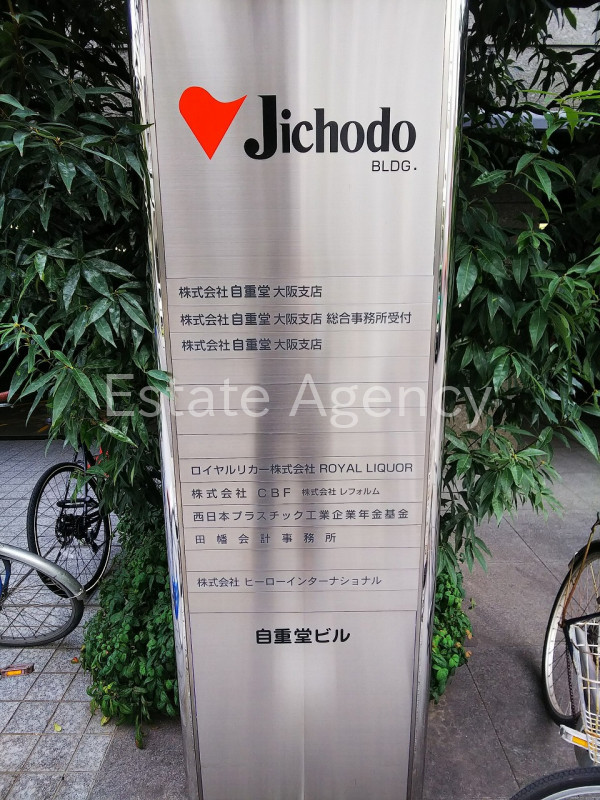 Jichodo
BLDG.
株式会社 自重堂 大阪支店
株式会社 自重堂 大阪支店 総合事務所受付
株式会社 自重堂 大阪支店
Estate Agency
ロイヤルリカー株式会社 ROYAL LIQUOR
株式会社 CBF 株式会社 レフォルム
西日本プラスチック工業企業年金基金
田幡会計事務所
株式会社 ヒーローインターナショナル
自重堂ビル